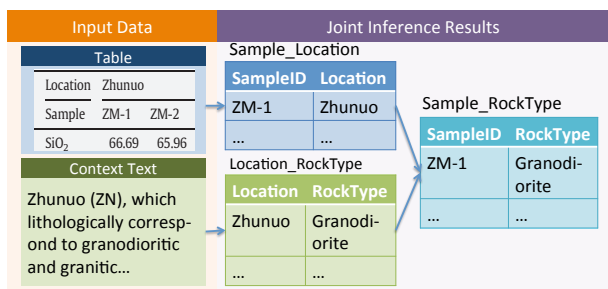 Input Data
Joint Inference Results
Table
Location Zhunuo
Sample ZM-1 ZM-2
SiO₂ 66.69 65.96
Context Text
Zhunuo (ZN), which
lithologically corresp-
ond to granodioritic
and granitic...
Sample_Location
SampleID Location
ZM-1 Zhunuo
... ...
Location_RockType
Location RockType
Zhunuo Granodi-
orite
... ...
Sample_RockType
SampleID RockType
ZM-1 Granodi-
orite
... ...